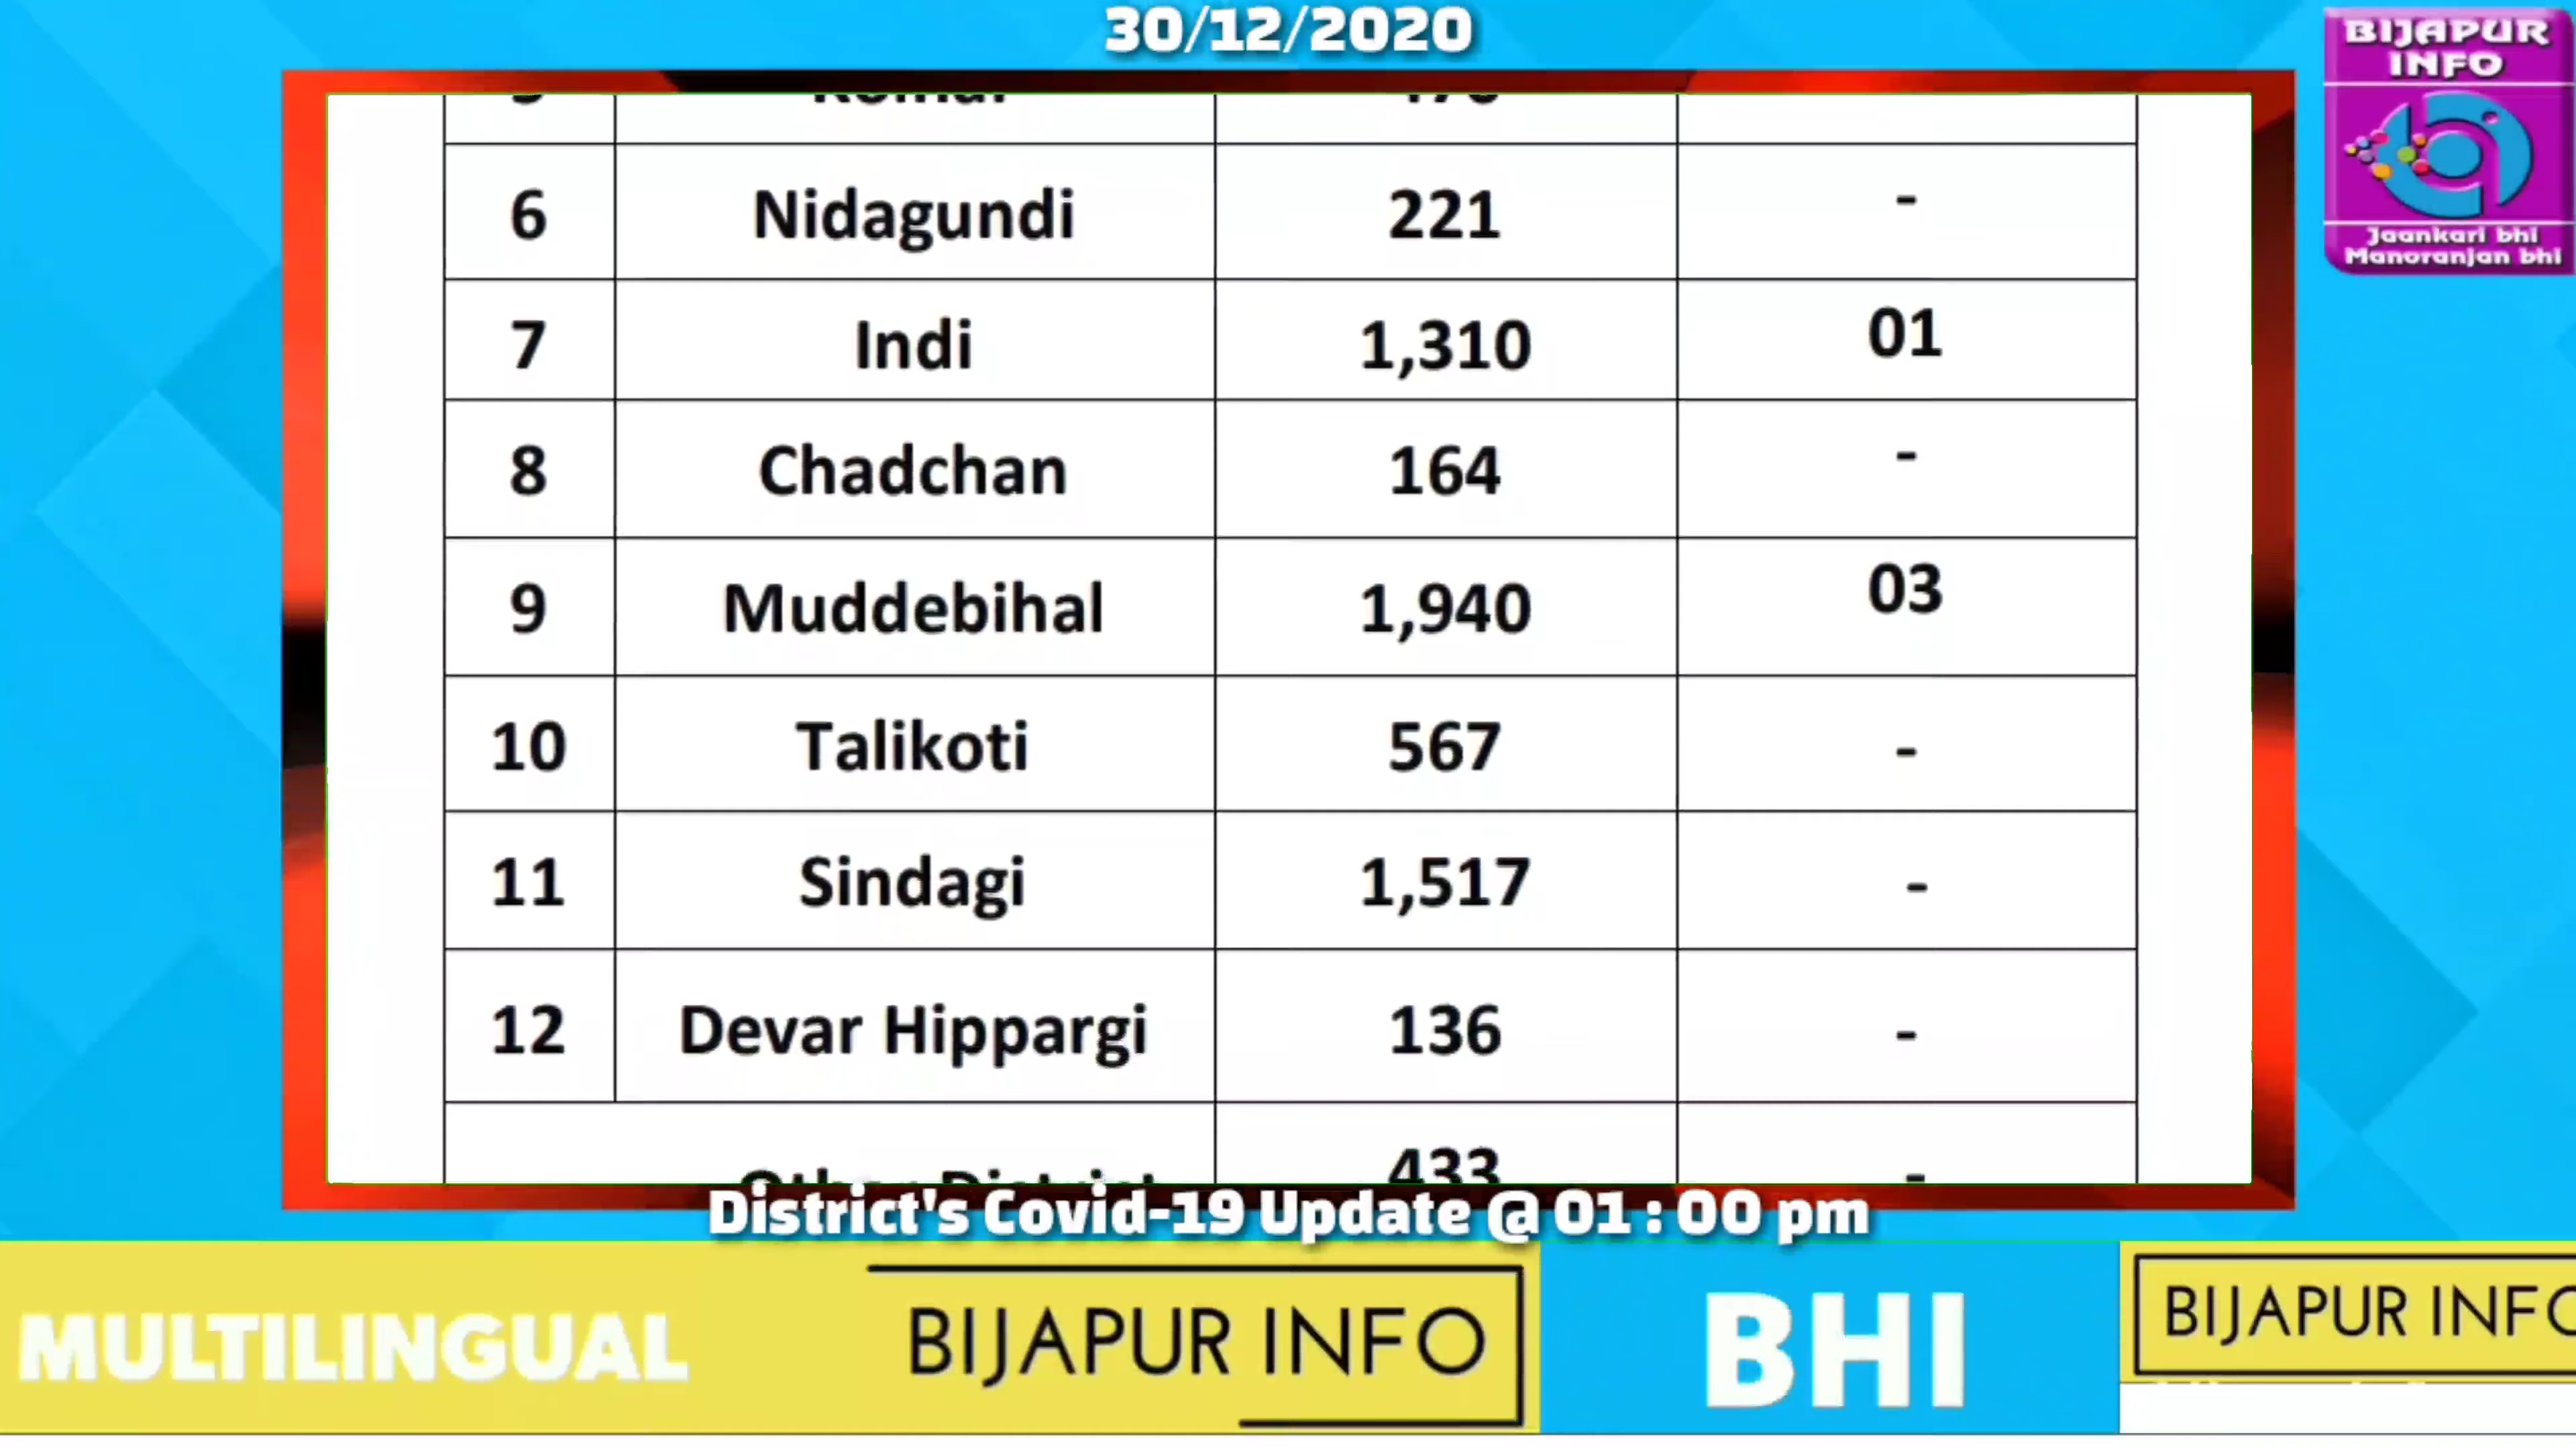 30/12/2020
BIJAPUR
INFO
Jaankari bhi
Manoranjan bhi
6 Nidagundi 221 -
7 Indi 1,310 01
8 Chadchan 164 -
9 Muddebihal 1,940 03
10 Talikoti 567 -
11 Sindagi 1,517 -
12 Devar Hippargi 136 -
Other District 433 -
District's Covid-19 Update @ 01 : 00 pm
MULTILINGUAL BIJAPUR INFO BHI BIJAPUR INFO